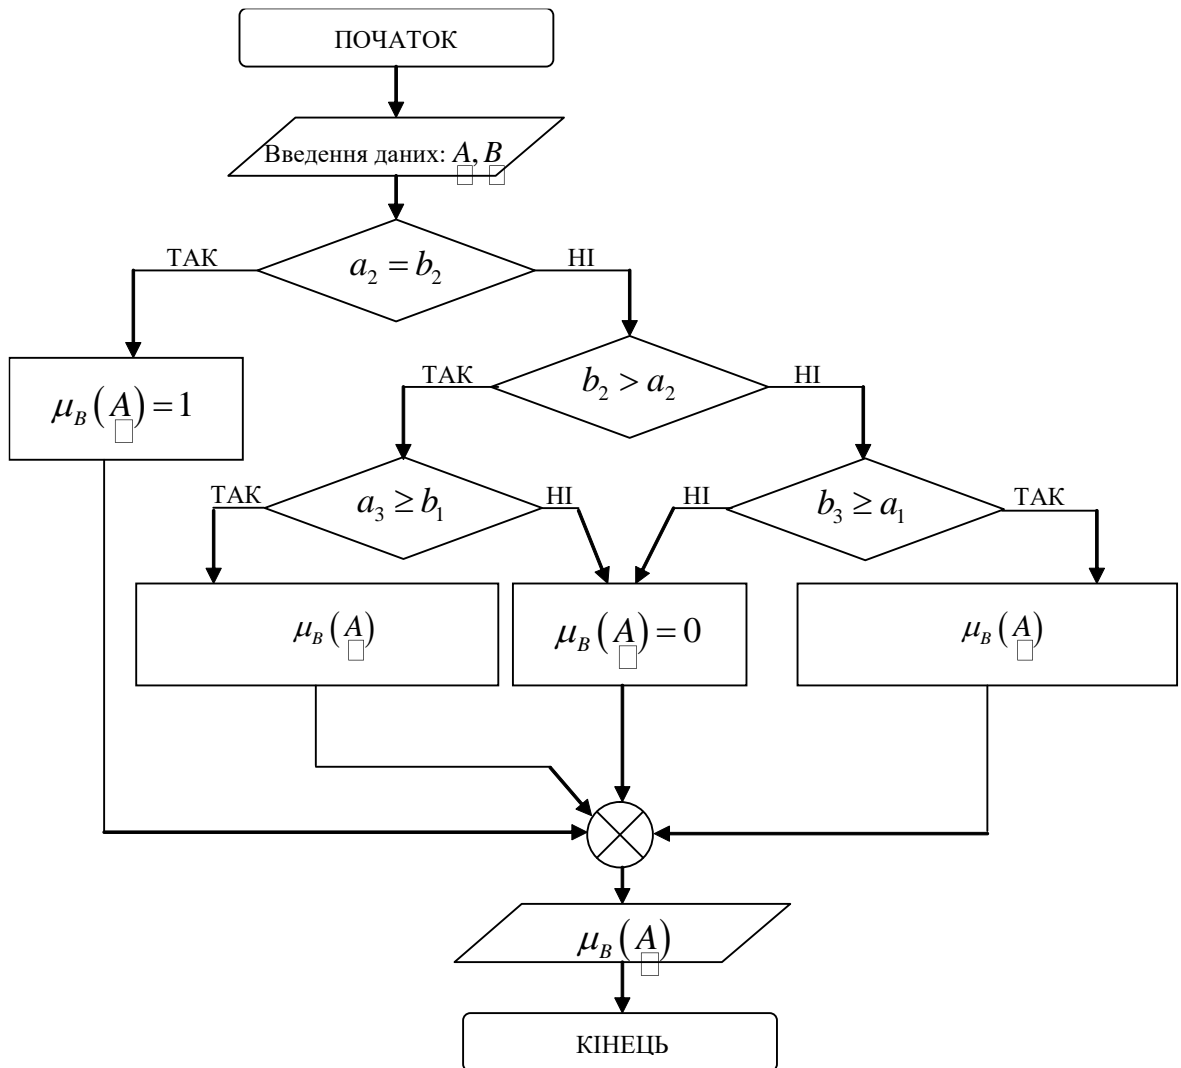 ПОЧАТОК
Введення даних: A, B
a₂ = b₂
ТАК
НІ
μ_B(A) = 1
b₂ > a₂
ТАК
НІ
a₃ ≥ b₁
ТАК
НІ
b₃ ≥ a₁
НІ
ТАК
μ_B(A)
μ_B(A) = 0
μ_B(A)
μ_B(A)
КІНЕЦЬ